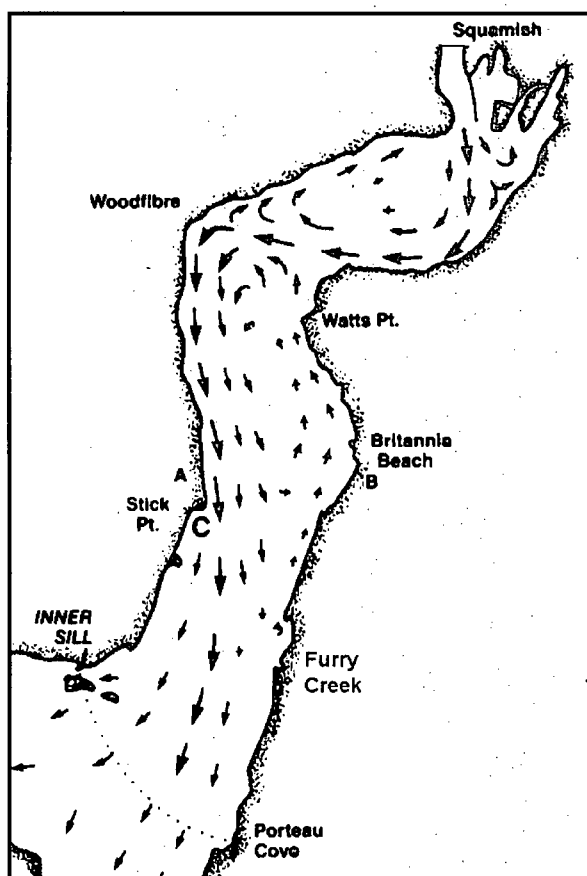 Squamish
Woodfibre
Watts Pt.
Britannia
Beach
A
B
Stick
Pt.
C
INNER
SILL
Furry
Creek
Porteau
Cove